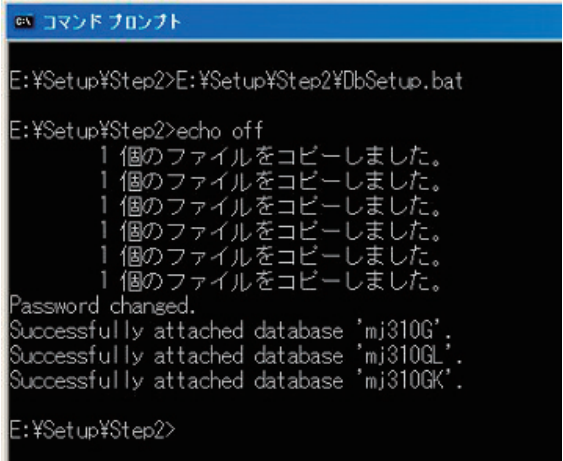 コマンド プロンプト
E:¥Setup¥Step2>E:¥Setup¥Step2¥DbSetup.bat
E:¥Setup¥Step2>echo off
1 個のファイルをコピーしました。
1 個のファイルをコピーしました。
1 個のファイルをコピーしました。
1 個のファイルをコピーしました。
1 個のファイルをコピーしました。
1 個のファイルをコピーしました。
Password changed.
Successfully attached database 'mj310G'.
Successfully attached database 'mj310GL'.
Successfully attached database 'mj310GK'.
E:¥Setup¥Step2>